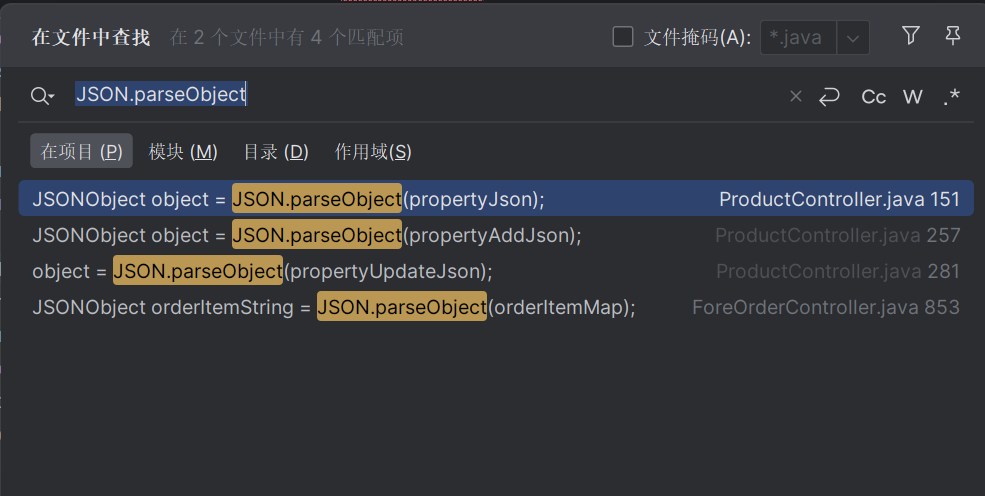 在文件中查找 在 2 个文件中有 4 个匹配项 文件掩码(A): *.java
JSON.parseObject Cc W .*
在项目 (P) 模块 (M) 目录 (D) 作用域(S)
JSONObject object = JSON.parseObject(propertyJson); ProductController.java 151
JSONObject object = JSON.parseObject(propertyAddJson); ProductController.java 257
object = JSON.parseObject(propertyUpdateJson); ProductController.java 281
JSONObject orderItemString = JSON.parseObject(orderItemMap); ForeOrderController.java 853